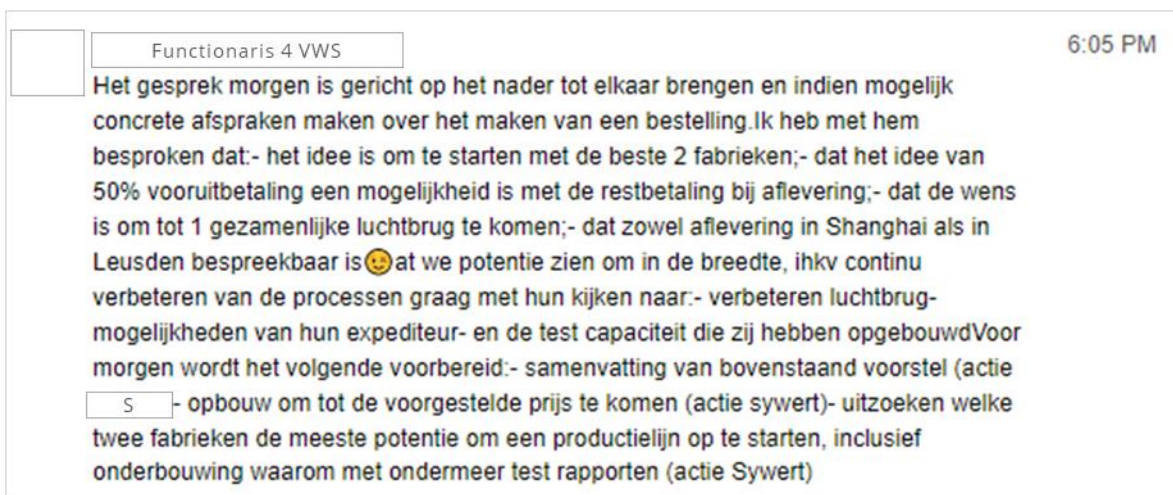 Functionaris 4 VWS
6:05 PM
Het gesprek morgen is gericht op het nader tot elkaar brengen en indien mogelijk
concrete afspraken maken over het maken van een bestelling.Ik heb met hem
besproken dat:- het idee is om te starten met de beste 2 fabrieken;- dat het idee van
50% vooruitbetaling een mogelijkheid is met de restbetaling bij aflevering;- dat de wens
is om tot 1 gezamenlijke luchtbrug te komen;- dat zowel aflevering in Shanghai als in
Leusden bespreekbaar is😉at we potentie zien om in de breedte, ihkv continu
verbeteren van de processen graag met hun kijken naar:- verbeteren luchtbrug-
mogelijkheden van hun expediteur- en de test capaciteit die zij hebben opgebouwdVoor
morgen wordt het volgende voorbereid:- samenvatting van bovenstaand voorstel (actie
S - opbouw om tot de voorgestelde prijs te komen (actie sywert)- uitzoeken welke
twee fabrieken de meeste potentie om een productielijn op te starten, inclusief
onderbouwing waarom met ondermeer test rapporten (actie Sywert)